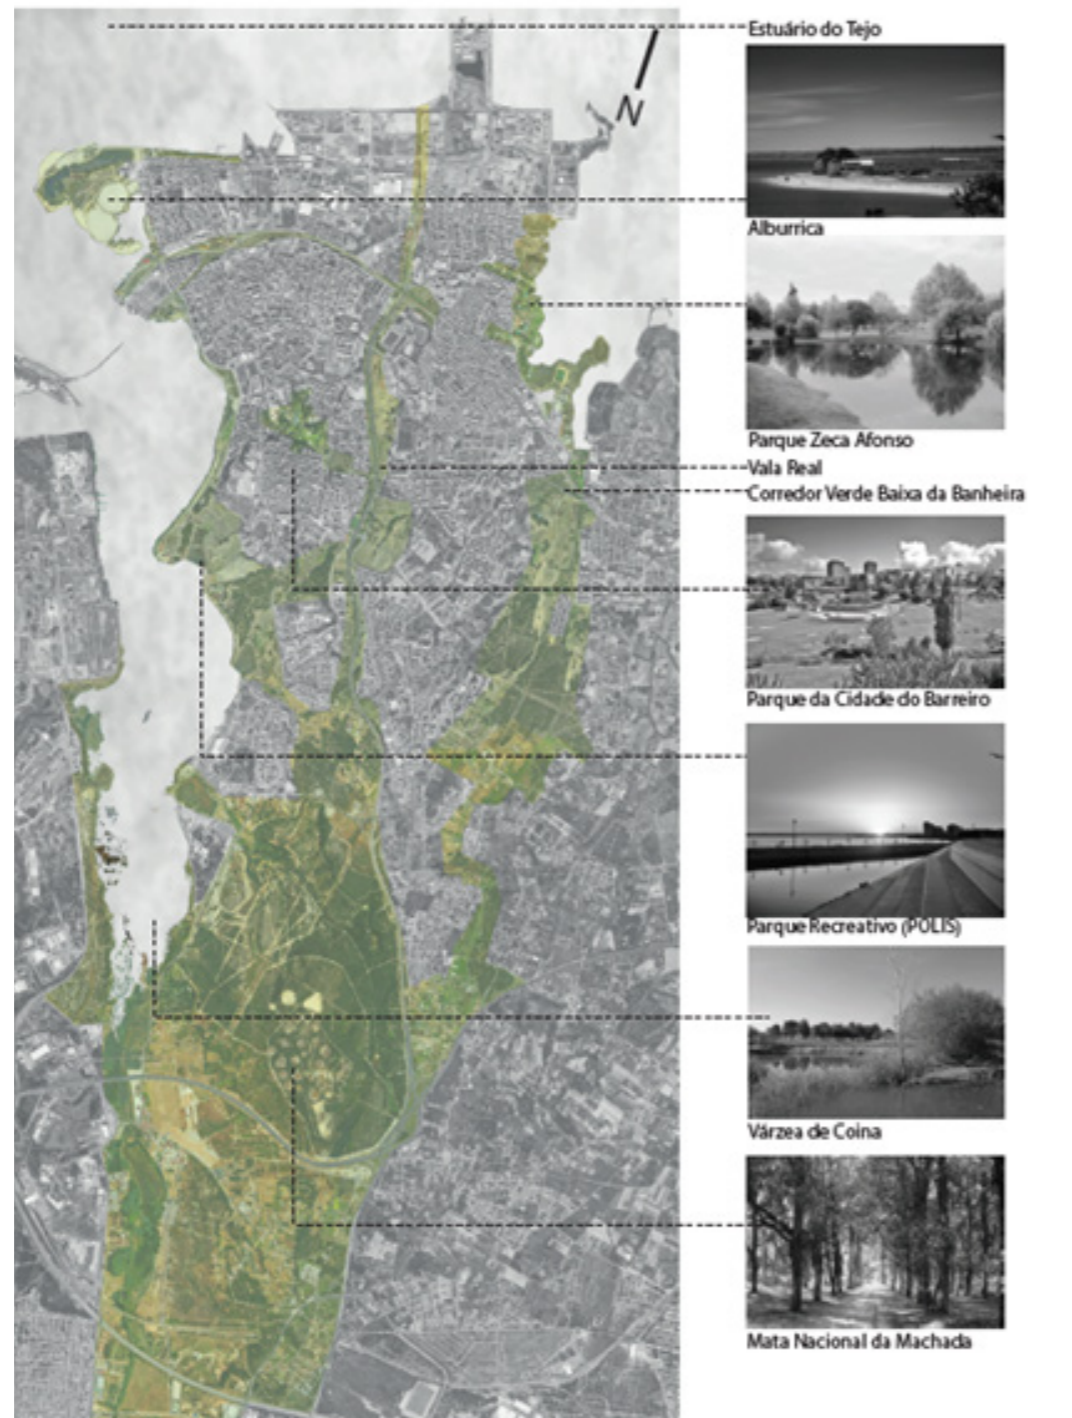 Estuário do Tejo
N
Alburrica
Parque Zeca Afonso
Vala Real
Corredor Verde Baixa da Banheira
Parque da Cidade do Barreiro
Parque Recreativo (POLIS)
Várzea de Coina
Mata Nacional da Machada